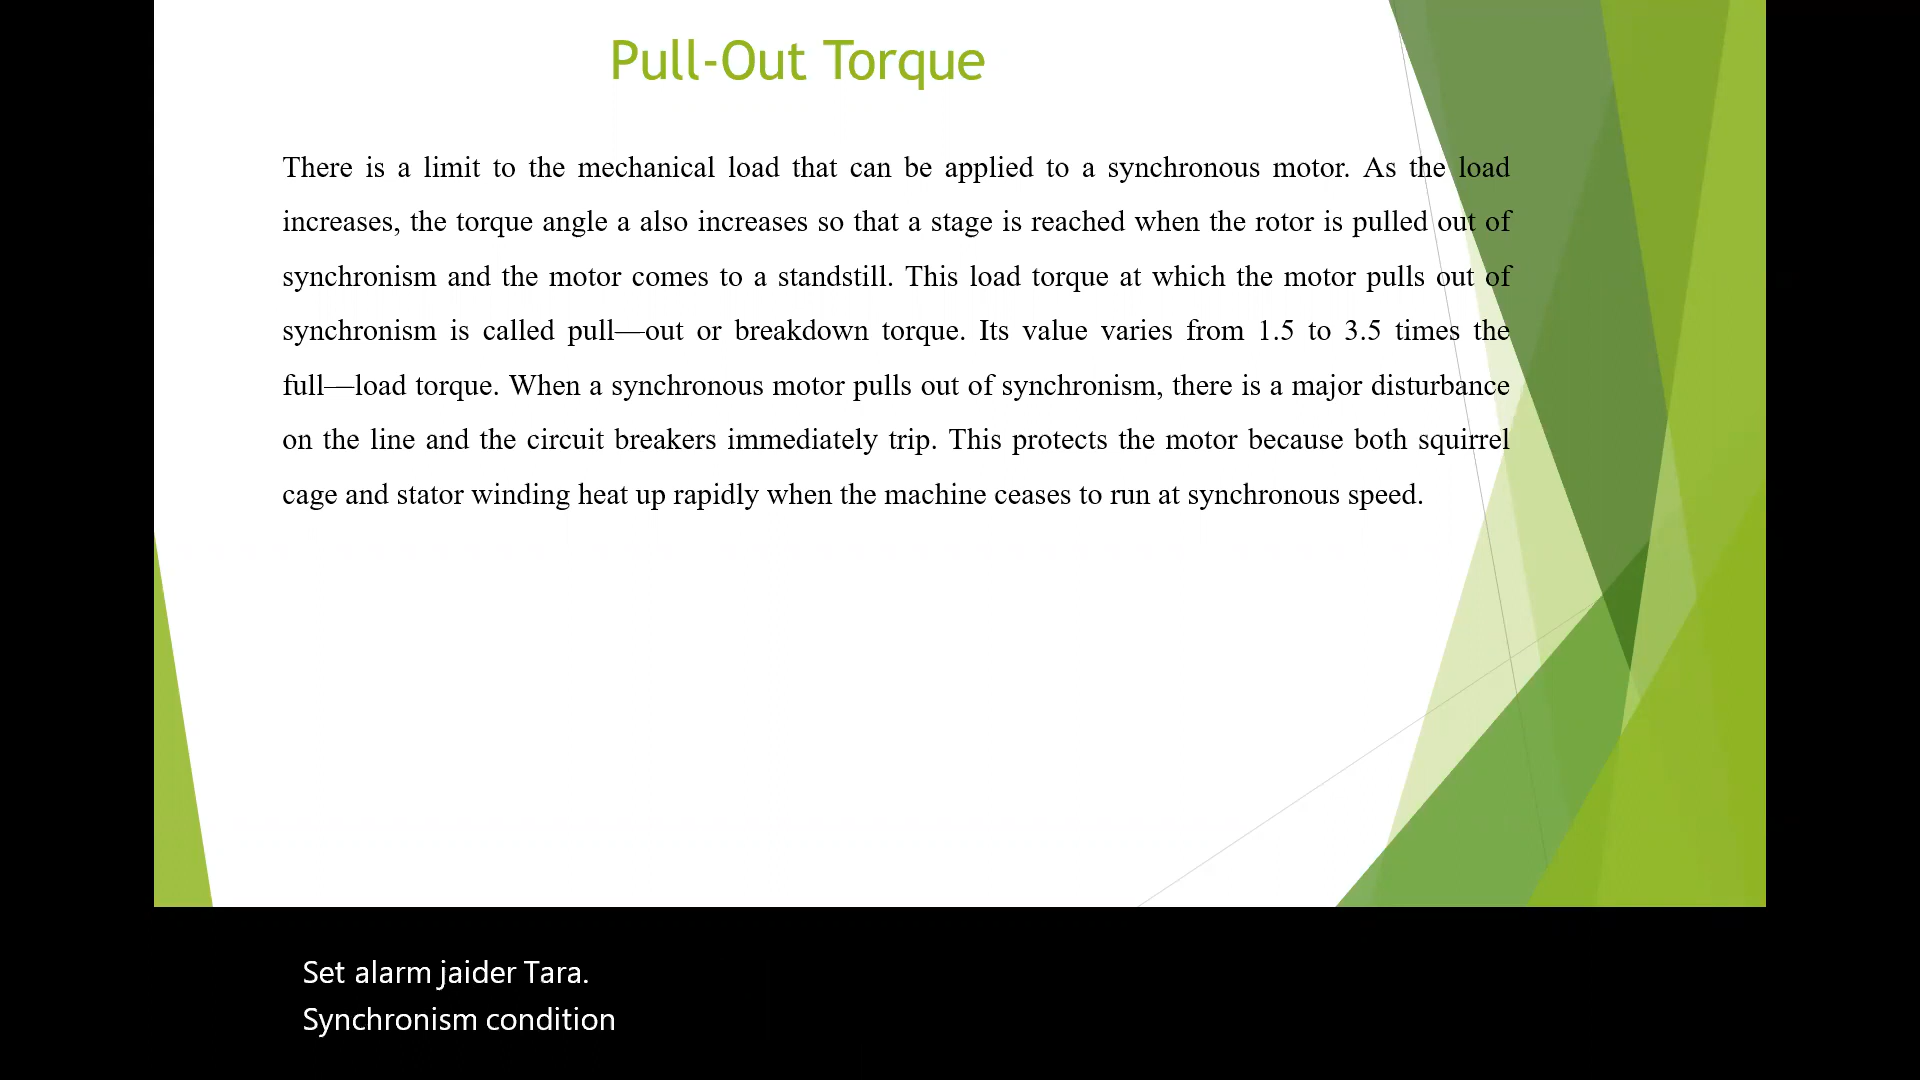 Pull-Out Torque
There is a limit to the mechanical load that can be applied to a synchronous motor. As the load
increases, the torque angle a also increases so that a stage is reached when the rotor is pulled out of
synchronism and the motor comes to a standstill. This load torque at which the motor pulls out of
synchronism is called pull—out or breakdown torque. Its value varies from 1.5 to 3.5 times the
full—load torque. When a synchronous motor pulls out of synchronism, there is a major disturbance
on the line and the circuit breakers immediately trip. This protects the motor because both squirrel
cage and stator winding heat up rapidly when the machine ceases to run at synchronous speed.
Set alarm jaider Tara.
Synchronism condition